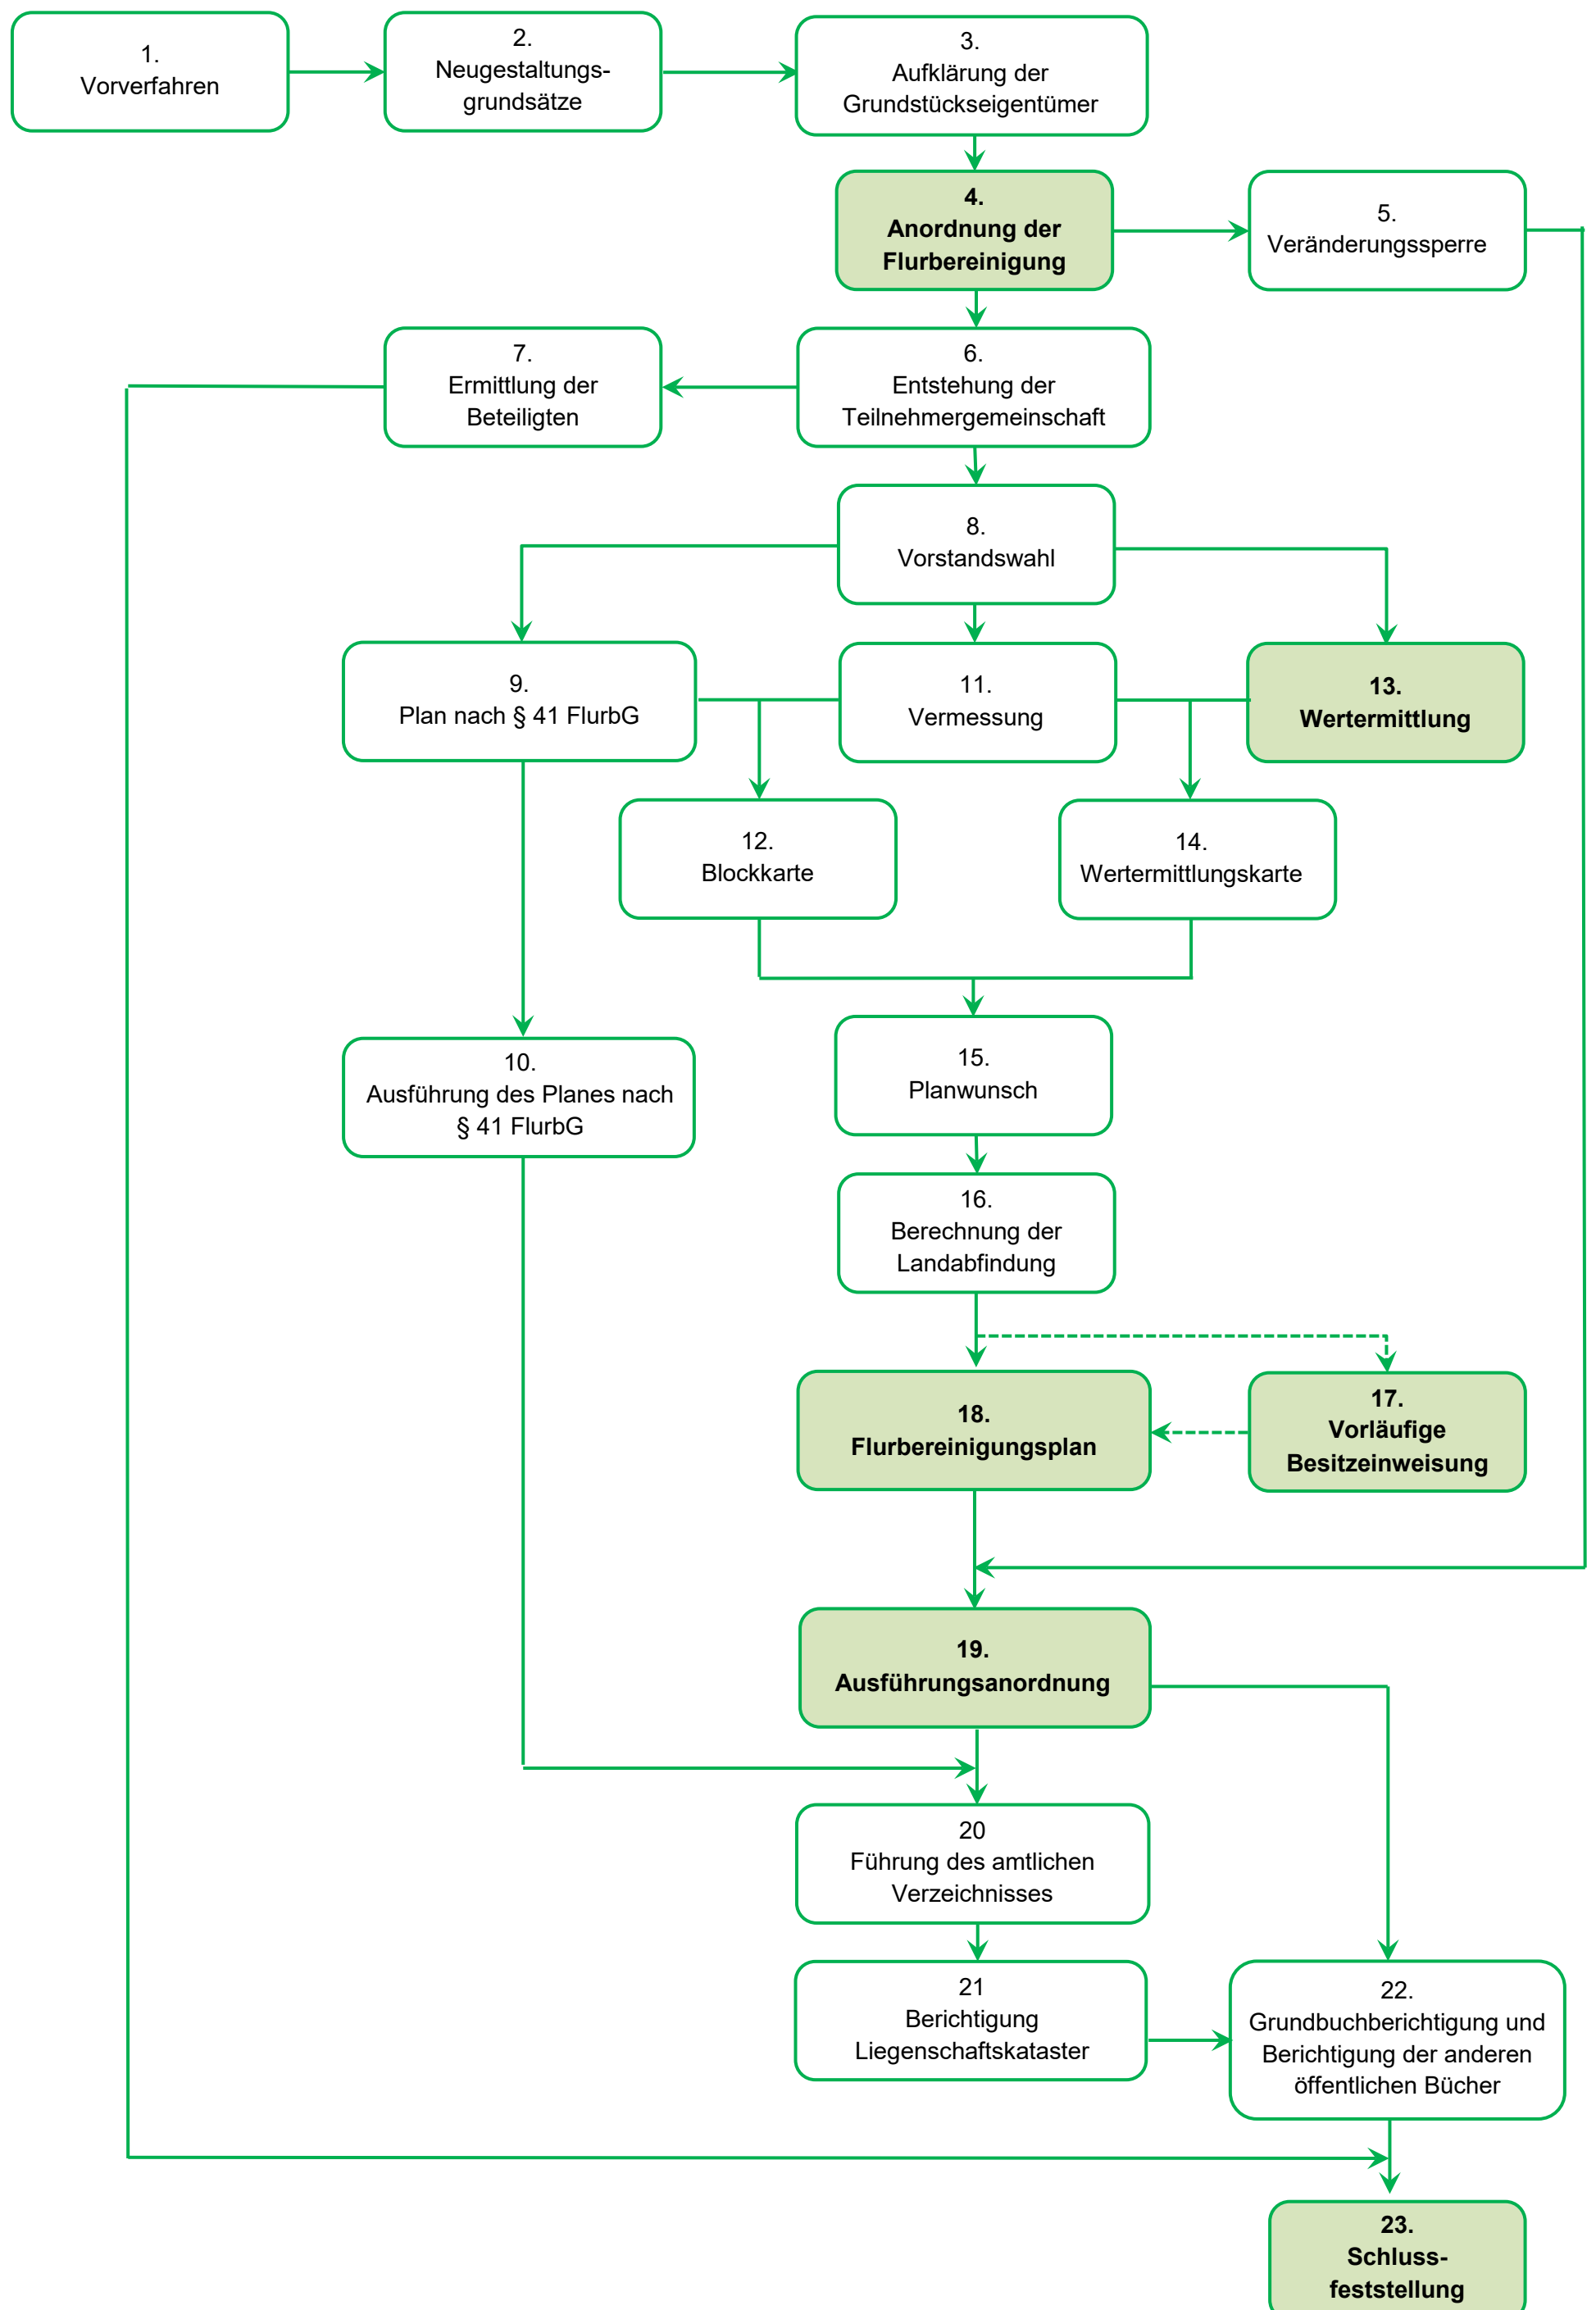 1.
Vorverfahren
2.
Neugestaltungs-
grundsätze
3.
Aufklärung der
Grundstückseigentümer
4.
Anordnung der
Flurbereinigung
5.
Veränderungssperre
7.
Ermittlung der
Beteiligten
6.
Entstehung der
Teilnehmergemeinschaft
8.
Vorstandswahl
9.
Plan nach § 41 FlurbG
11.
Vermessung
13.
Wertermittlung
12.
Blockkarte
14.
Wertermittlungskarte
10.
Ausführung des Planes nach
§ 41 FlurbG
15.
Planwunsch
16.
Berechnung der
Landabfindung
18.
Flurbereinigungsplan
17.
Vorläufige
Besitzeinweisung
19.
Ausführungsanordnung
20
Führung des amtlichen
Verzeichnisses
21
Berichtigung
Liegenschaftskataster
22.
Grundbuchberichtigung und
Berichtigung der anderen
öffentlichen Bücher
23.
Schluss-
feststellung